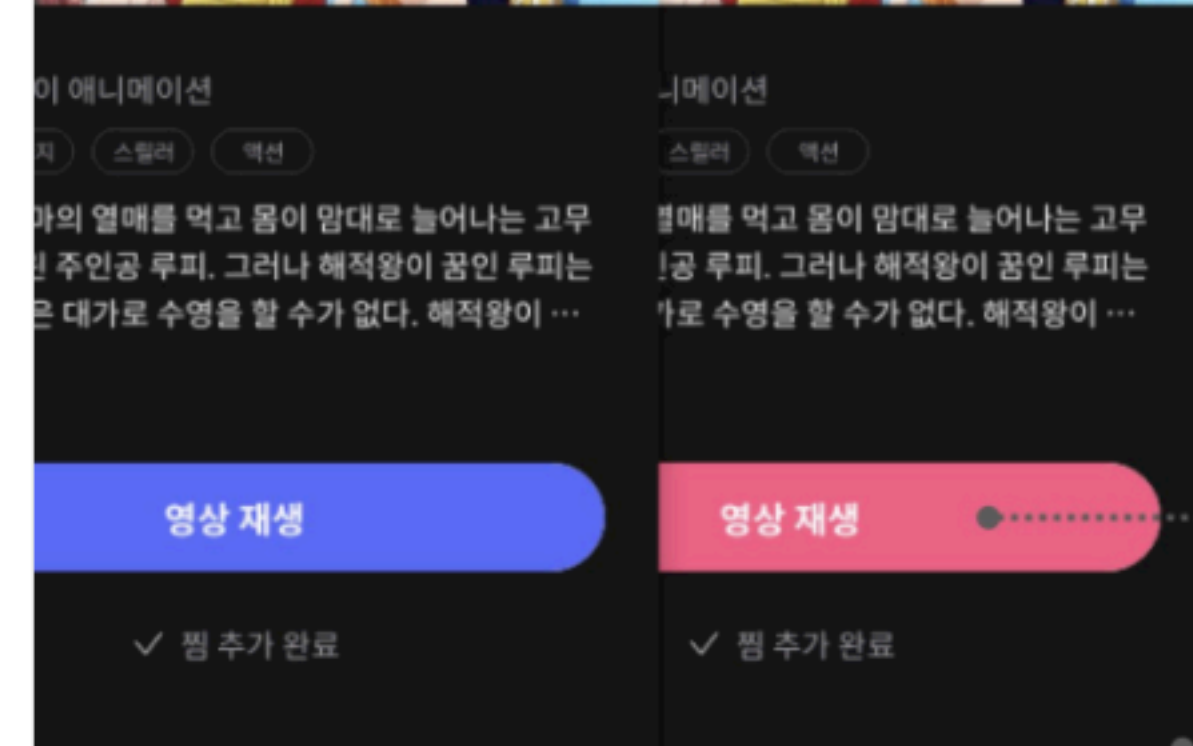 이 애니메이션
지 스릴러 액션
마의 열매를 먹고 몸이 맘대로 늘어나는 고무
주인공 루피. 그러나 해적왕이 꿈인 루피는
은 대가로 수영을 할 수가 없다. 해적왕이 ···
영상 재생
찜 추가 완료
니메이션
스릴러 액션
열매를 먹고 몸이 맘대로 늘어나는 고무
공 루피. 그러나 해적왕이 꿈인 루피는
가로 수영을 할 수가 없다. 해적왕이 ···
영상 재생
찜 추가 완료